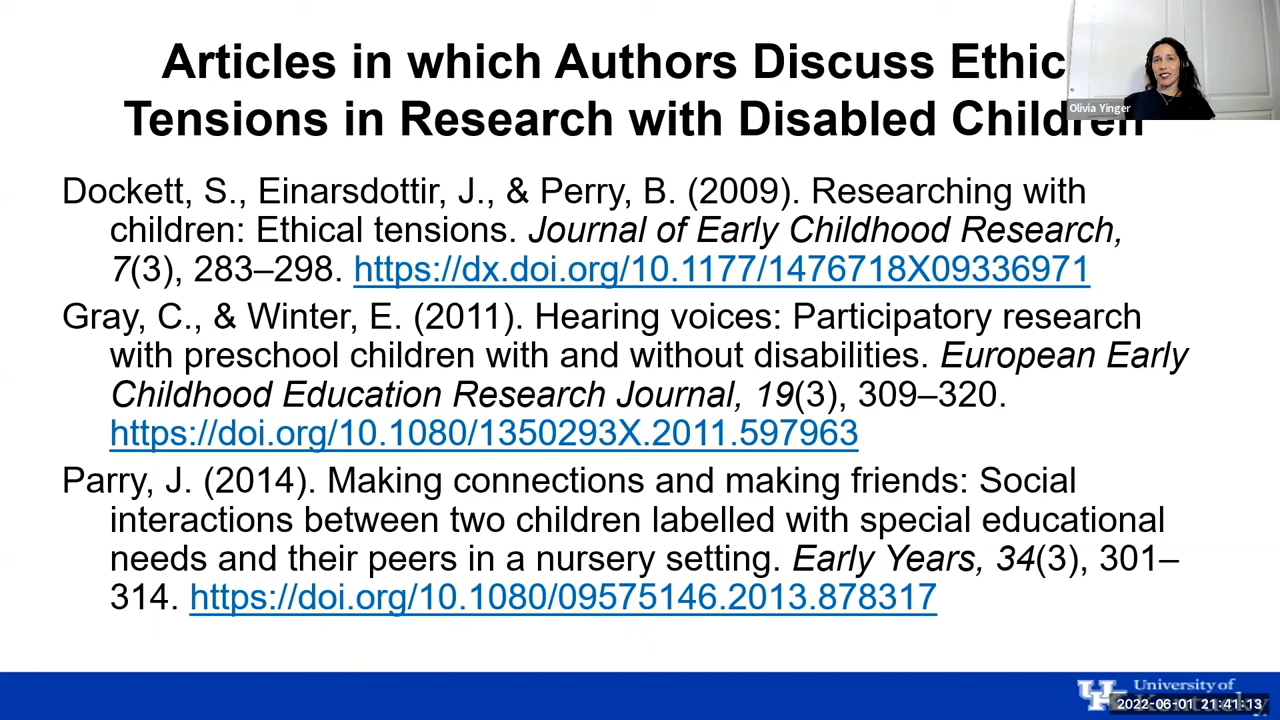 Articles in which Authors Discuss Ethic
Tensions in Research with Disabled Children
Olivia Yinger
Dockett, S., Einarsdottir, J., & Perry, B. (2009). Researching with
children: Ethical tensions. Journal of Early Childhood Research,
7(3), 283–298. https://dx.doi.org/10.1177/1476718X09336971
Gray, C., & Winter, E. (2011). Hearing voices: Participatory research
with preschool children with and without disabilities. European Early
Childhood Education Research Journal, 19(3), 309–320.
https://doi.org/10.1080/1350293X.2011.597963
Parry, J. (2014). Making connections and making friends: Social
interactions between two children labelled with special educational
needs and their peers in a nursery setting. Early Years, 34(3), 301–
314. https://doi.org/10.1080/09575146.2013.878317
University of
2022-06-01 21:41:13